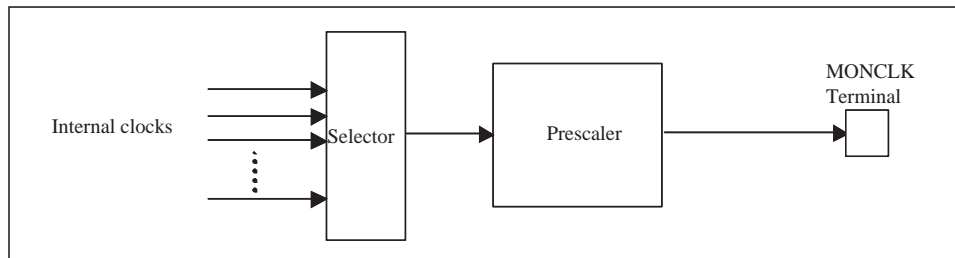 Internal clocks
Selector
Prescaler
MONCLK
Terminal